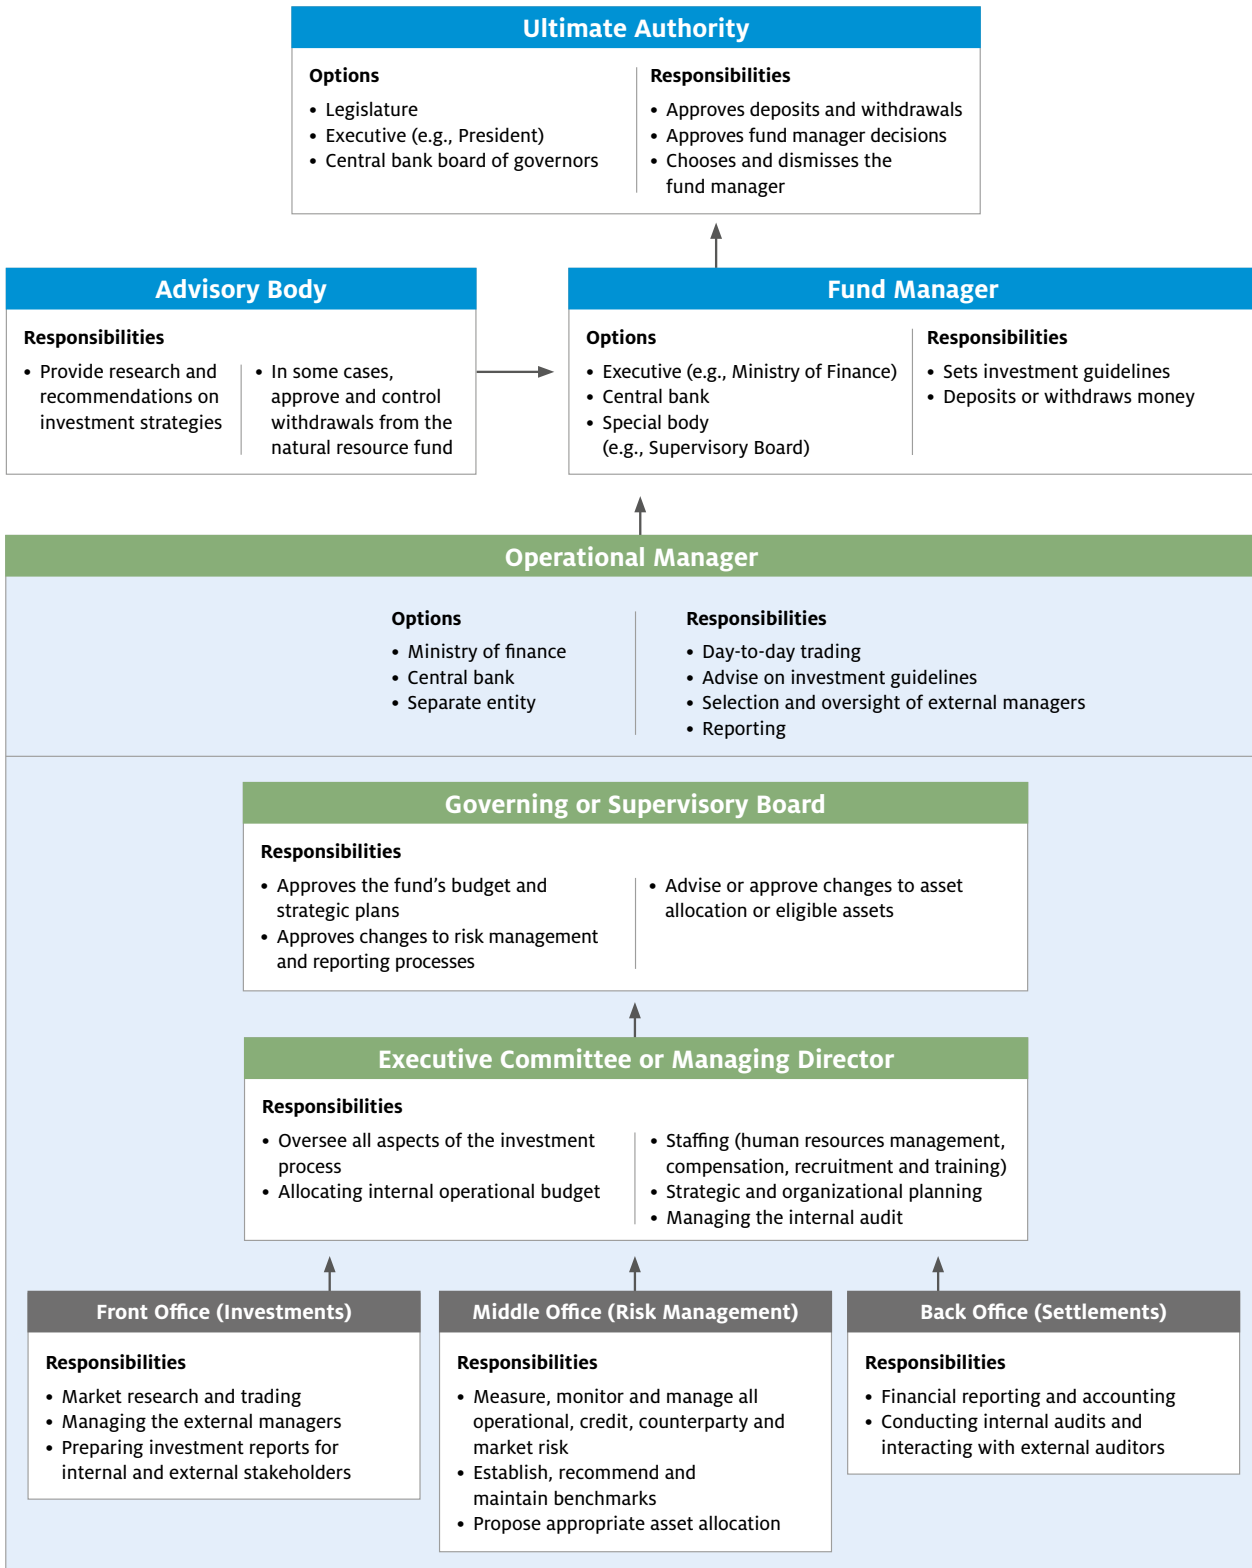 Ultimate Authority
Options
• Legislature
• Executive (e.g., President)
• Central bank board of governors
Responsibilities
• Approves deposits and withdrawals
• Approves fund manager decisions
• Chooses and dismisses the
fund manager
Advisory Body
Responsibilities
• Provide research and
recommendations on
investment strategies
• In some cases,
approve and control
withdrawals from the
natural resource fund
Fund Manager
Options
• Executive (e.g., Ministry of Finance)
• Central bank
• Special body
(e.g., Supervisory Board)
Responsibilities
• Sets investment guidelines
• Deposits or withdraws money
Operational Manager
Options
• Ministry of finance
• Central bank
• Separate entity
Responsibilities
• Day-to-day trading
• Advise on investment guidelines
• Selection and oversight of external managers
• Reporting
Governing or Supervisory Board
Responsibilities
• Approves the fund’s budget and
strategic plans
• Approves changes to risk management
and reporting processes
• Advise or approve changes to asset
allocation or eligible assets
Executive Committee or Managing Director
Responsibilities
• Oversee all aspects of the investment
process
• Allocating internal operational budget
• Staffing (human resources management,
compensation, recruitment and training)
• Strategic and organizational planning
• Managing the internal audit
Front Office (Investments)
Responsibilities
• Market research and trading
• Managing the external managers
• Preparing investment reports for
internal and external stakeholders
Middle Office (Risk Management)
Responsibilities
• Measure, monitor and manage all
operational, credit, counterparty and
market risk
• Establish, recommend and
maintain benchmarks
• Propose appropriate asset allocation
Back Office (Settlements)
Responsibilities
• Financial reporting and accounting
• Conducting internal audits and
interacting with external auditors